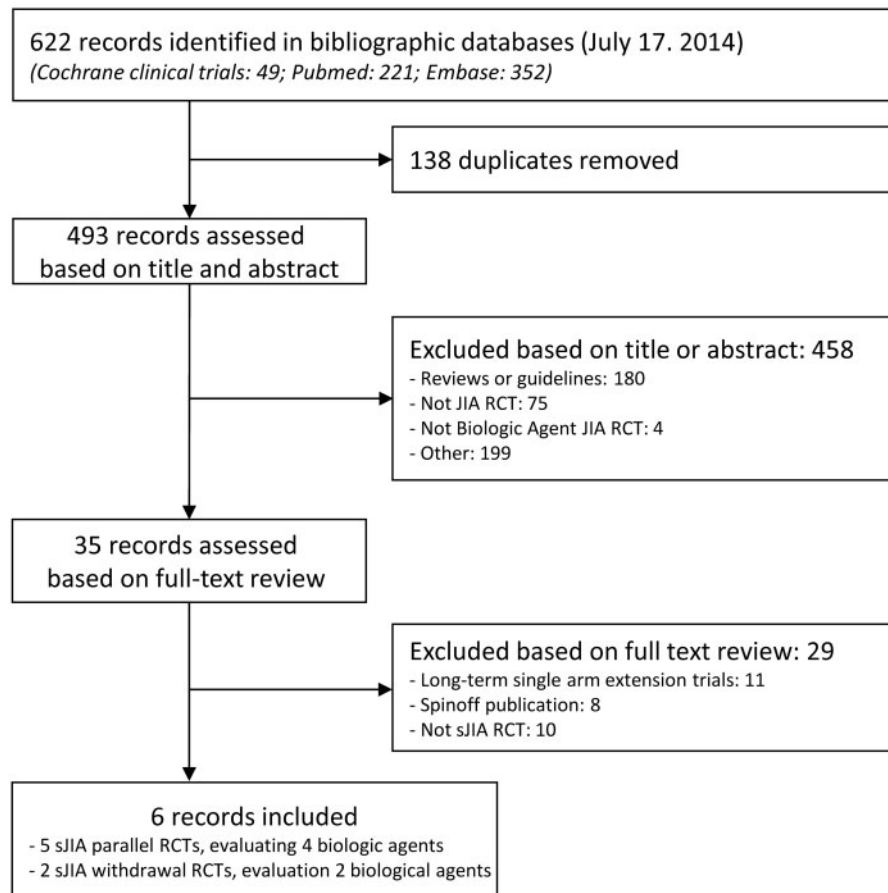 622 records identified in bibliographic databases (July 17. 2014)
(Cochrane clinical trials: 49; Pubmed: 221; Embase: 352)
138 duplicates removed
493 records assessed
based on title and abstract
Excluded based on title or abstract: 458
- Reviews or guidelines: 180
- Not JIA RCT: 75
- Not Biologic Agent JIA RCT: 4
- Other: 199
35 records assessed
based on full-text review
Excluded based on full text review: 29
- Long-term single arm extension trials: 11
- Spinoff publication: 8
- Not sJIA RCT: 10
6 records included
- 5 sJIA parallel RCTs, evaluating 4 biologic agents
- 2 sJIA withdrawal RCTs, evaluation 2 biological agents